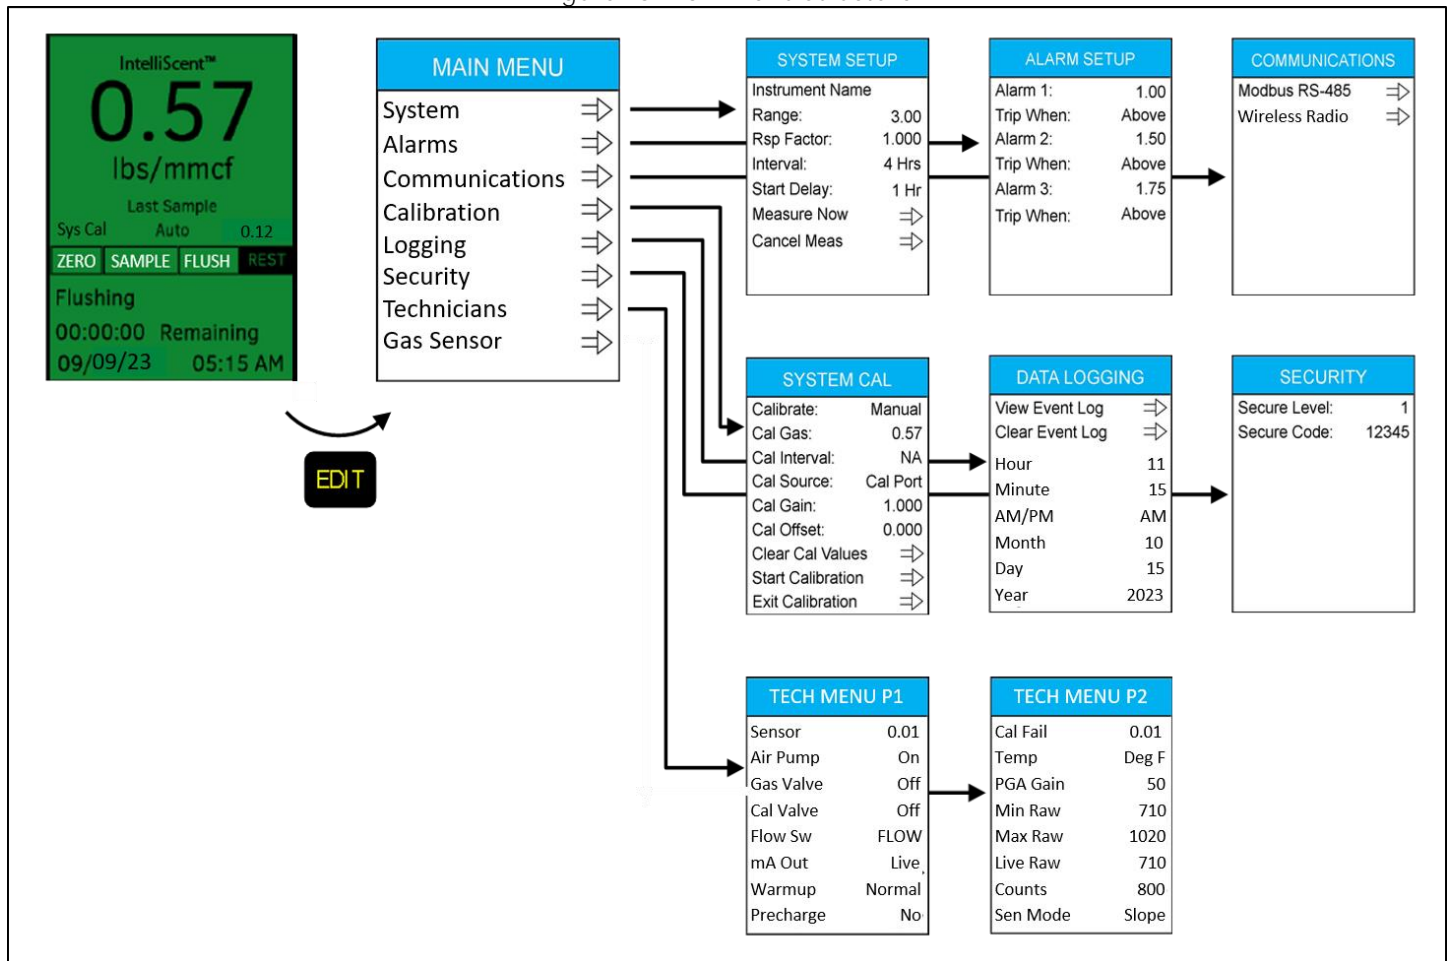 IntelliScent™
0.57
lbs/mmcf
Last Sample
Sys Cal Auto 0.12
ZERO SAMPLE FLUSH REST
Flushing
00:00:00 Remaining
09/09/23 05:15 AM
EDIT
MAIN MENU
System
Alarms
Communications
Calibration
Logging
Security
Technicians
Gas Sensor
SYSTEM SETUP
Instrument Name
Range: 3.00
Rsp Factor: 1.000
Interval: 4 Hrs
Start Delay: 1 Hr
Measure Now
Cancel Meas
ALARM SETUP
Alarm 1: 1.00
Trip When: Above
Alarm 2: 1.50
Trip When: Above
Alarm 3: 1.75
Trip When: Above
COMMUNICATIONS
Modbus RS-485
Wireless Radio
SYSTEM CAL
Calibrate: Manual
Cal Gas: 0.57
Cal Interval: NA
Cal Source: Cal Port
Cal Gain: 1.000
Cal Offset: 0.000
Clear Cal Values
Start Calibration
Exit Calibration
DATA LOGGING
View Event Log
Clear Event Log
Hour 11
Minute 15
AM/PM AM
Month 10
Day 15
Year 2023
SECURITY
Secure Level: 1
Secure Code: 12345
TECH MENU P1
Sensor 0.01
Air Pump On
Gas Valve Off
Cal Valve Off
Flow Sw FLOW
mA Out Live
Warmup Normal
Precharge No
TECH MENU P2
Cal Fail 0.01
Temp Deg F
PGA Gain 50
Min Raw 710
Max Raw 1020
Live Raw 710
Counts 800
Sen Mode Slope